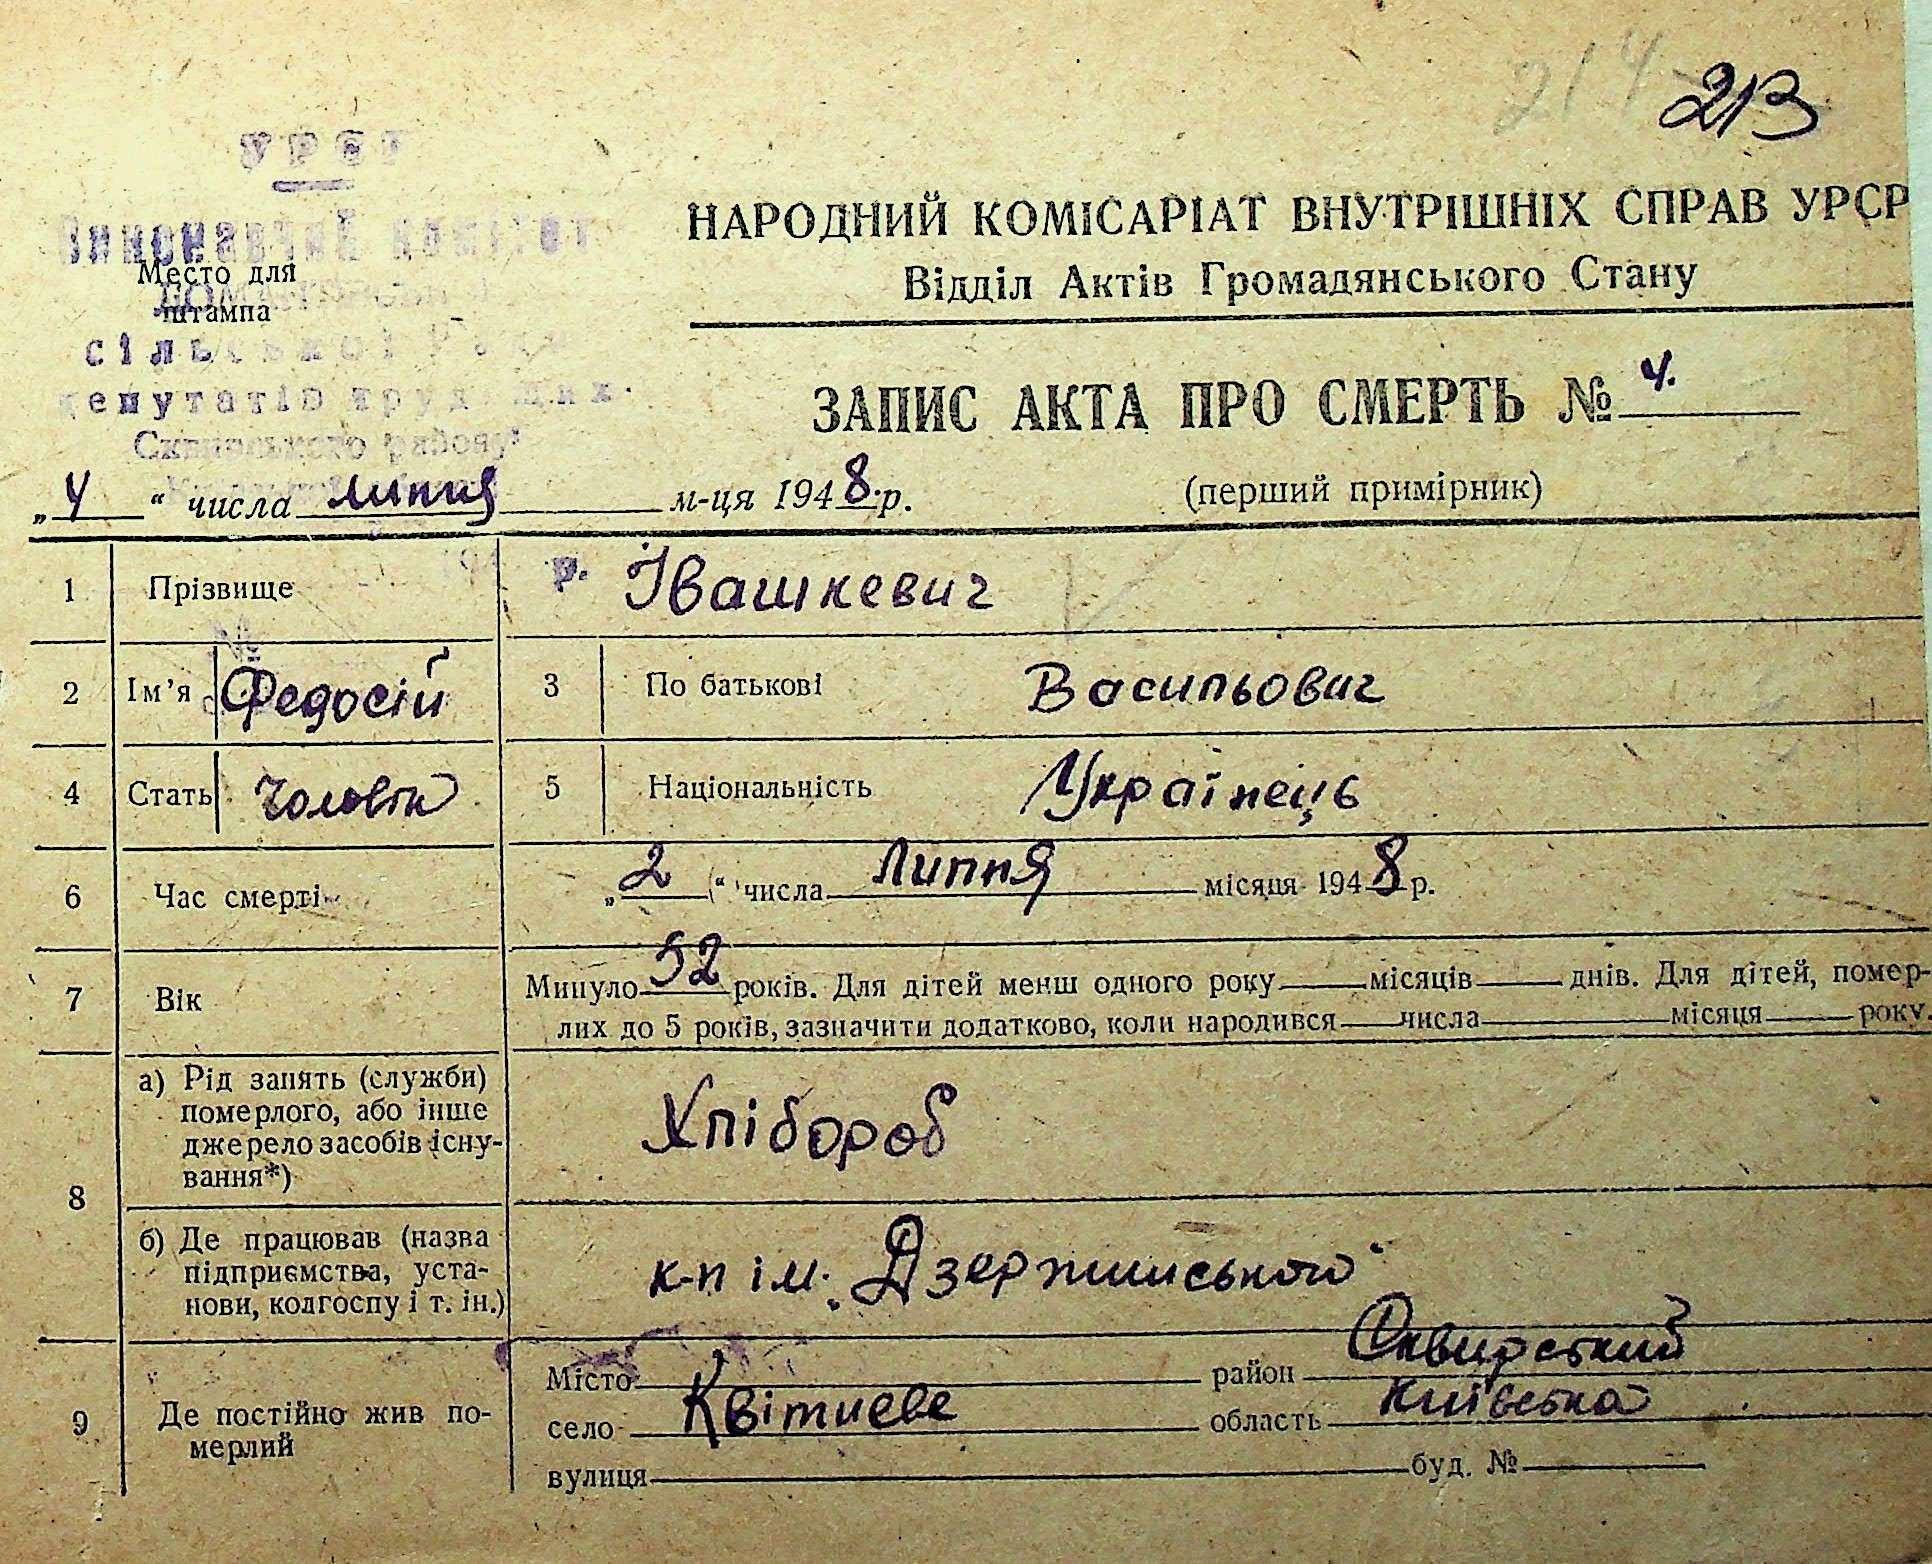 214
213
УРСР
Виконавчий комітет
Место для
штампа
сільської Ради
депутатів трудящих
Сквирського району
НАРОДНИЙ КОМІСАРІАТ ВНУТРІШНІХ СПРАВ УРСР
Відділ Актів Громадянського Стану
ЗАПИС АКТА ПРО СМЕРТЬ № 4.
„4“ числа липня м-ця 1948 р.
(перший примірник)
1 Прізвище р. Івашкевич
2 Ім’я Федосій 3 По батькові Васильович
4 Стать Чоловік 5 Національність Українець
6 Час смерті „2“ числа Липня місяця 1948 р.
7 Вік Минуло 52 років. Для дітей менш одного року місяців днів. Для дітей, помер-
лих до 5 років, зазначити додатково, коли народився числа місяця року.
8 а) Рід занять (служби)
померлого, або інше
джерело засобів існу-
вання*)
Хлібороб
б) Де працював (назва
підприємства, уста-
нови, колгоспу і т. ін.)
к-п ім. Дзержинського
9 Де постійно жив по-
мерлий
Місто район Сквирський
село Квітневе область Київська
вулиця буд. №